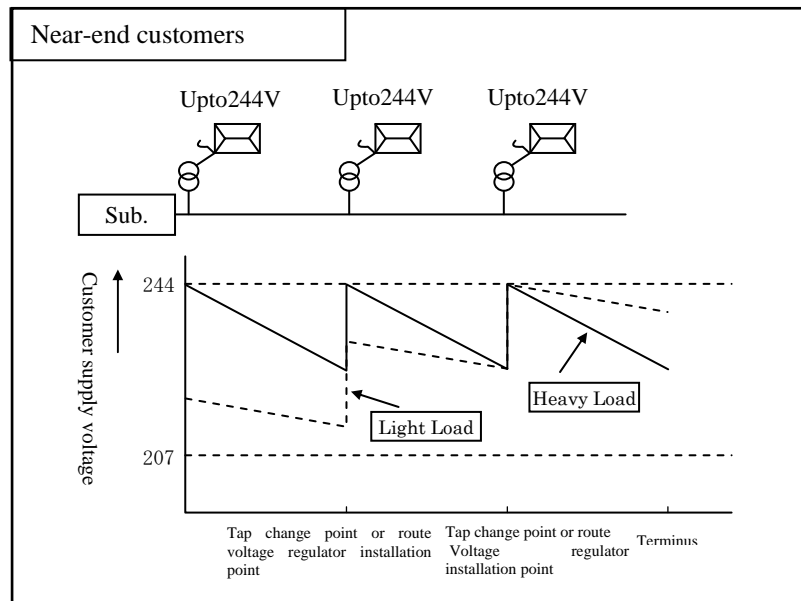 Near-end customers
Upto244V
Upto244V
Upto244V
Sub.
Customer supply voltage
244
Heavy Load
Light Load
207
Tap change point or route
voltage regulator installation
point
Tap change point or route
Voltage regulator
installation point
Terminus